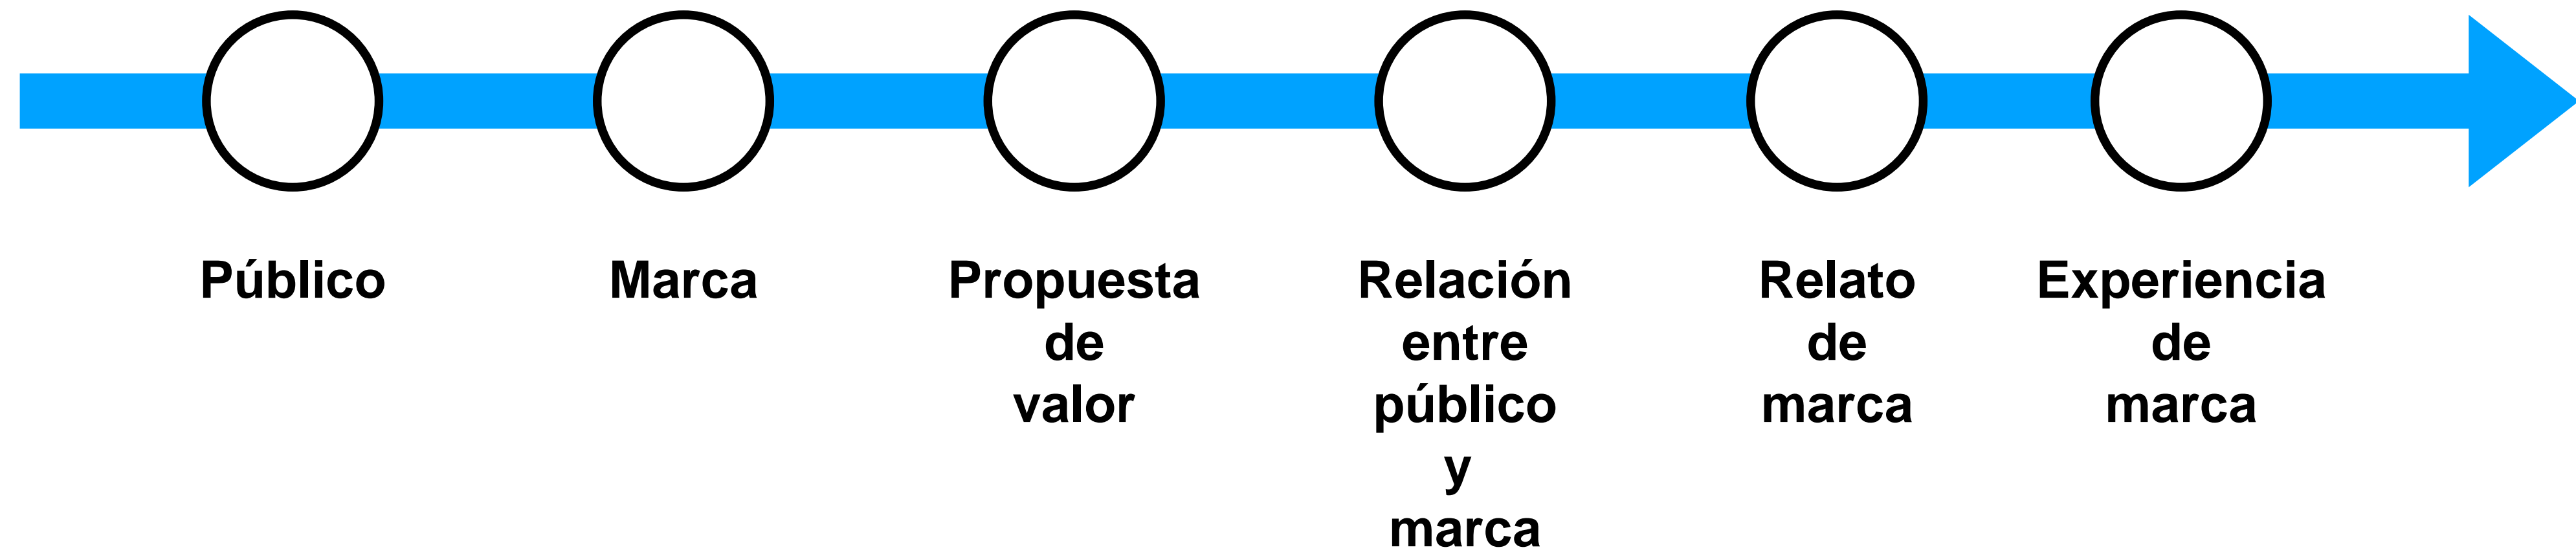 Público
Marca
Propuesta
de
valor
Relación
entre
público
y
marca
Relato
de
marca
Experiencia
de
marca